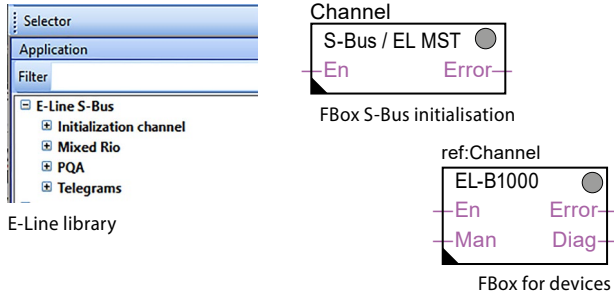 Selector
Application
Filter
E-Line S-Bus
Initialization channel
Mixed Rio
PQA
Telegrams
E-Line library
Channel
S-Bus / EL MST
En Error
FBox S-Bus initialisation
ref:Channel
EL-B1000
En Error
Man Diag
FBox for devices